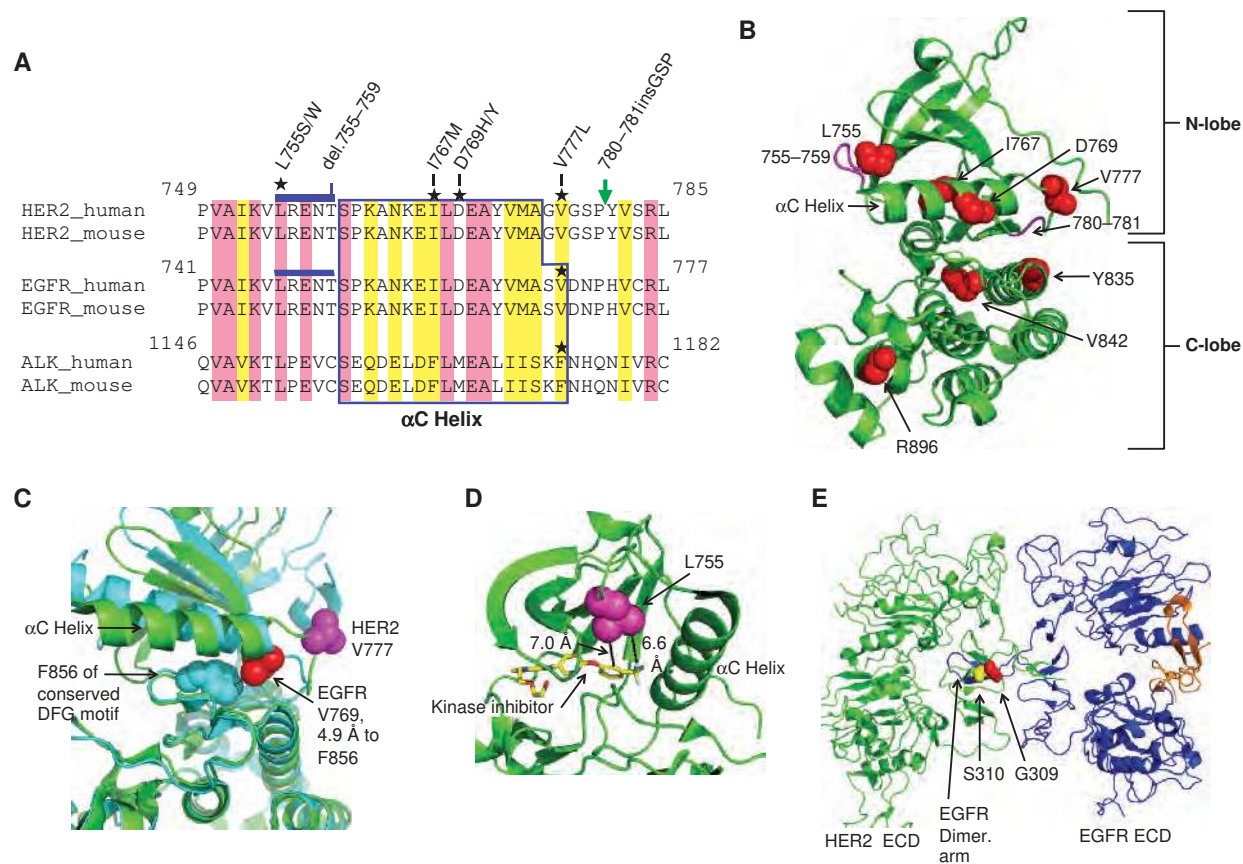 A
L755S/W
del.755–759
I767M
D769H/Y
V777L
780–781insGSP
749 785
HER2_human PVAIKVLRENTSPKANKEILDEAYVMAGVGSPYVSRL
HER2_mouse PVAIKVLRENTSPKANKEILDEAYVMAGVGSPYVSRL
741 777
EGFR_human PVAIKVLRENTSPKANKEILDEAYVMASVDNPHVCRL
EGFR_mouse PVAIKVLRENTSPKANKEILDEAYVMASVDNPHVCRL
1146 1182
ALK_human QVAVKTLPEVCSEQDELDFLMEALIISKFNHQNIVRC
ALK_mouse QVAVKTLPEVCSEQDELDFLMEALIISKFNHQNIVRC
αC Helix
B
L755
755–759
αC Helix
I767
D769
V777
780–781
Y835
V842
R896
N-lobe
C-lobe
C
αC Helix
F856 of
conserved
DFG motif
HER2
V777
EGFR
V769,
4.9 Å to
F856
D
L755
7.0 Å
6.6
Å
αC Helix
Kinase inhibitor
E
S310
G309
EGFR
Dimer.
arm
HER2 ECD
EGFR ECD